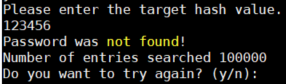 Please enter the target hash value.
123456
Password was not found!
Number of entries searched 100000
Do you want to try again? (y/n):